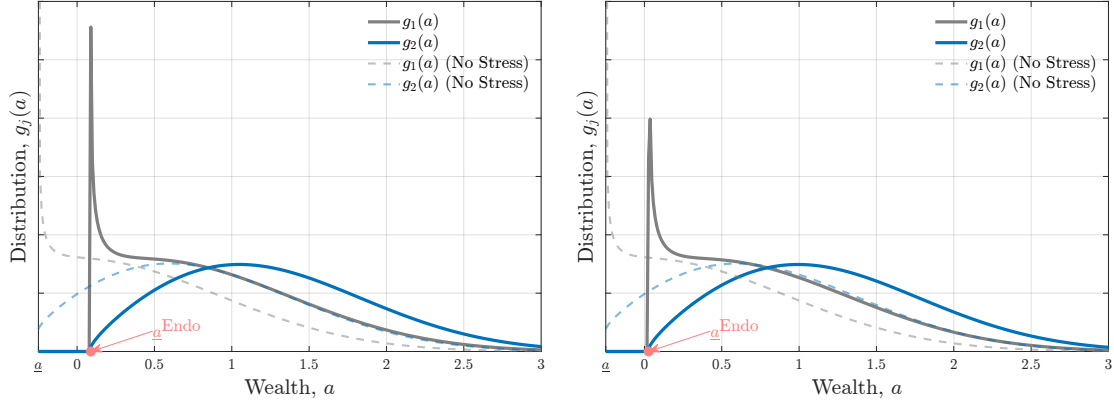 g₁(a)
g₂(a)
g₁(a) (No Stress)
g₂(a) (No Stress)
Distribution, gⱼ(a)
a̲ᴱⁿᵈᵒ
a̲ 0 0.5 1 1.5 2 2.5 3
Wealth, a
g₁(a)
g₂(a)
g₁(a) (No Stress)
g₂(a) (No Stress)
Distribution, gⱼ(a)
a̲ᴱⁿᵈᵒ
a̲ 0 0.5 1 1.5 2 2.5 3
Wealth, a